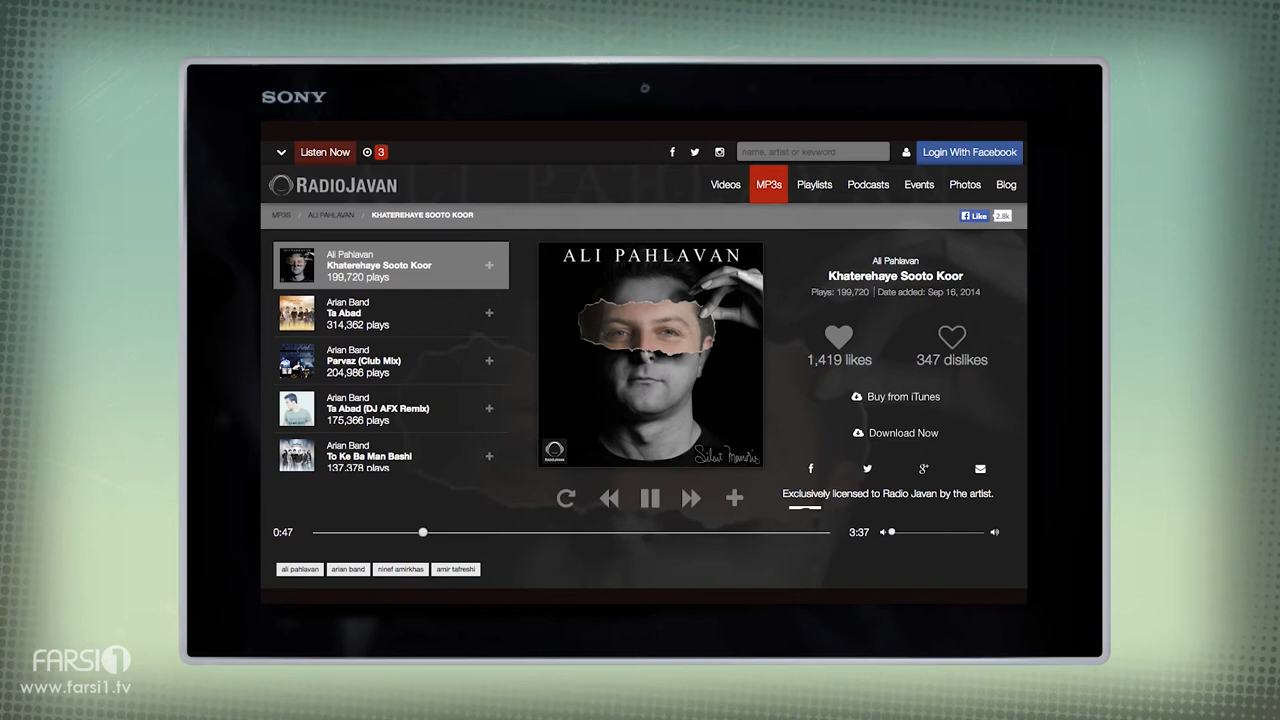 SONY
Listen Now 3
name, artist or keyword
Login With Facebook
RADIOJAVAN
Videos MP3s Playlists Podcasts Events Photos Blog
MP3S / ALI PAHLAVAN / KHATEREHAYE SOOTO KOOR
Like 2.8k
Ali Pahlavan
Khaterehaye Sooto Koor
199,720 plays
Arian Band
Ta Abad
314,362 plays
Arian Band
Parvaz (Club Mix)
204,986 plays
Arian Band
Ta Abad (DJ AFX Remix)
175,366 plays
Arian Band
To Ke Ba Man Bashi
137,378 plays
ALI PAHLAVAN
RADIOJAVAN
Silent Memories
Ali Pahlavan
Khaterehaye Sooto Koor
Plays: 199,720 | Date added: Sep 16, 2014
1,419 likes 347 dislikes
Buy from iTunes
Download Now
Exclusively licensed to Radio Javan by the artist.
0:47 3:37
ali pahlavan arian band ninef amirkhas amir tafreshi
FARSI1
www.farsi1.tv